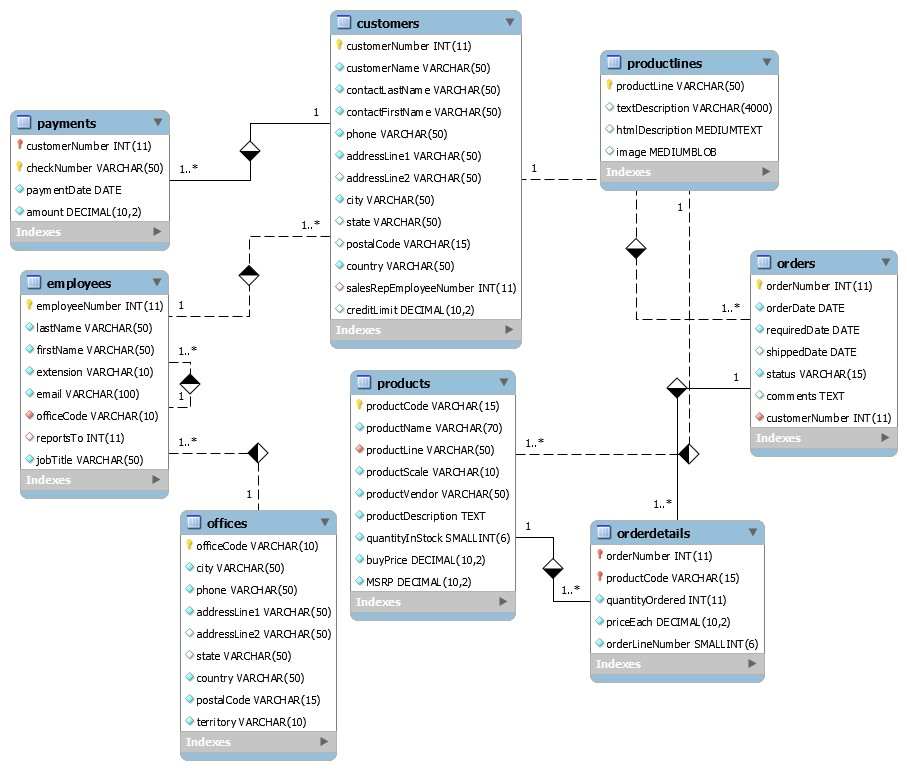 customers
customerNumber INT(11)
customerName VARCHAR(50)
contactLastName VARCHAR(50)
contactFirstName VARCHAR(50)
phone VARCHAR(50)
addressLine1 VARCHAR(50)
addressLine2 VARCHAR(50)
city VARCHAR(50)
state VARCHAR(50)
postalCode VARCHAR(15)
country VARCHAR(50)
salesRepEmployeeNumber INT(11)
creditLimit DECIMAL(10,2)
Indexes
productlines
productLine VARCHAR(50)
textDescription VARCHAR(4000)
htmlDescription MEDIUMTEXT
image MEDIUMBLOB
Indexes
payments
customerNumber INT(11)
checkNumber VARCHAR(50)
paymentDate DATE
amount DECIMAL(10,2)
Indexes
1
1..*
1
1..*
1
1
1..*
employees
employeeNumber INT(11)
lastName VARCHAR(50)
firstName VARCHAR(50)
extension VARCHAR(10)
email VARCHAR(100)
officeCode VARCHAR(10)
reportsTo INT(11)
jobTitle VARCHAR(50)
Indexes
1..*
1
1..*
1
orders
orderNumber INT(11)
orderDate DATE
requiredDate DATE
shippedDate DATE
status VARCHAR(15)
comments TEXT
customerNumber INT(11)
Indexes
products
productCode VARCHAR(15)
productName VARCHAR(70)
productLine VARCHAR(50)
productScale VARCHAR(10)
productVendor VARCHAR(50)
productDescription TEXT
quantityInStock SMALLINT(6)
buyPrice DECIMAL(10,2)
MSRP DECIMAL(10,2)
Indexes
1
1..*
1..*
1
1..*
offices
officeCode VARCHAR(10)
city VARCHAR(50)
phone VARCHAR(50)
addressLine1 VARCHAR(50)
addressLine2 VARCHAR(50)
state VARCHAR(50)
country VARCHAR(50)
postalCode VARCHAR(15)
territory VARCHAR(10)
Indexes
orderdetails
orderNumber INT(11)
productCode VARCHAR(15)
quantityOrdered INT(11)
priceEach DECIMAL(10,2)
orderLineNumber SMALLINT(6)
Indexes